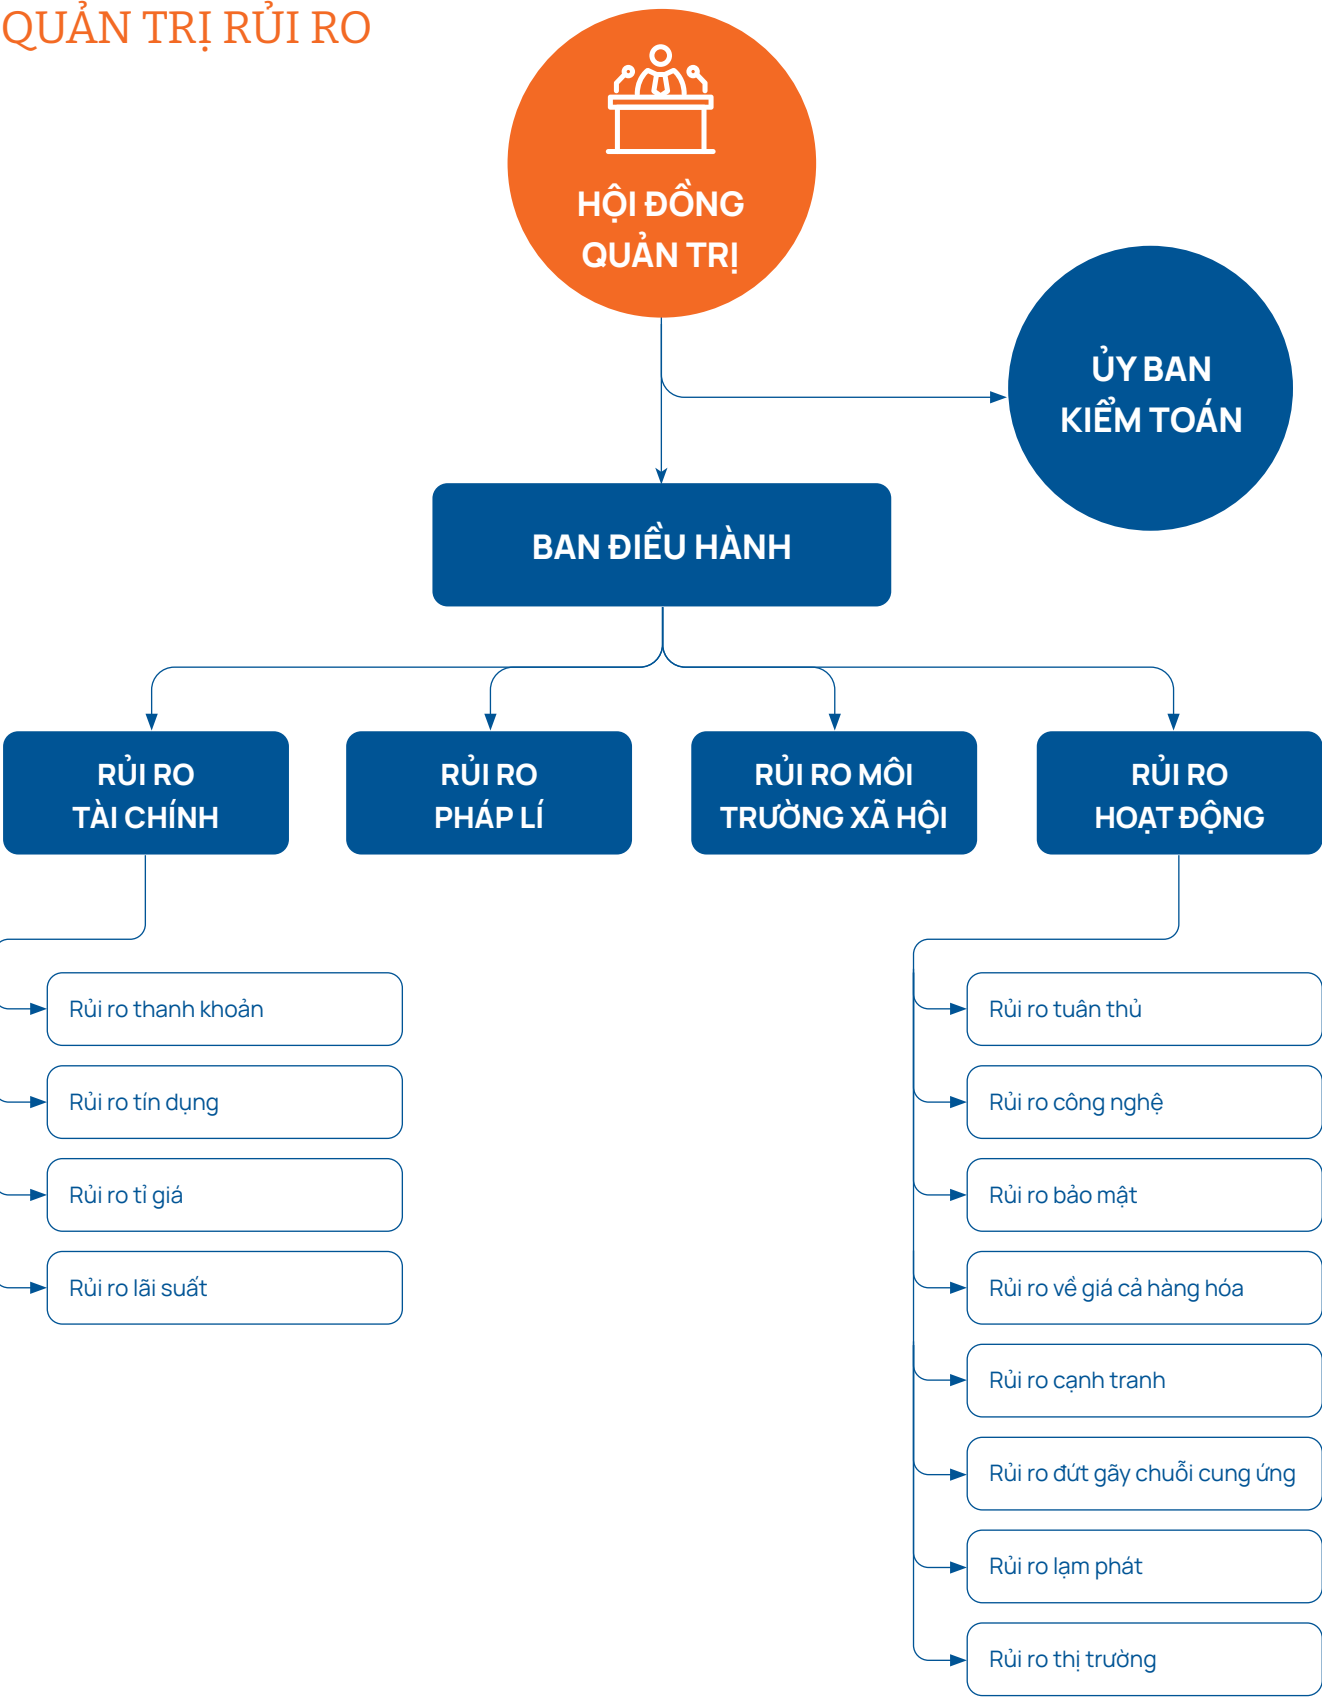 QUẢN TRỊ RỦI RO
HỘI ĐỒNG
QUẢN TRỊ
ỦY BAN
KIỂM TOÁN
BAN ĐIỀU HÀNH
RỦI RO
TÀI CHÍNH
RỦI RO
PHÁP LÍ
RỦI RO MÔI
TRƯỜNG XÃ HỘI
RỦI RO
HOẠT ĐỘNG
Rủi ro thanh khoản
Rủi ro tín dụng
Rủi ro tỉ giá
Rủi ro lãi suất
Rủi ro tuân thủ
Rủi ro công nghệ
Rủi ro bảo mật
Rủi ro về giá cả hàng hóa
Rủi ro cạnh tranh
Rủi ro đứt gãy chuỗi cung ứng
Rủi ro lạm phát
Rủi ro thị trường